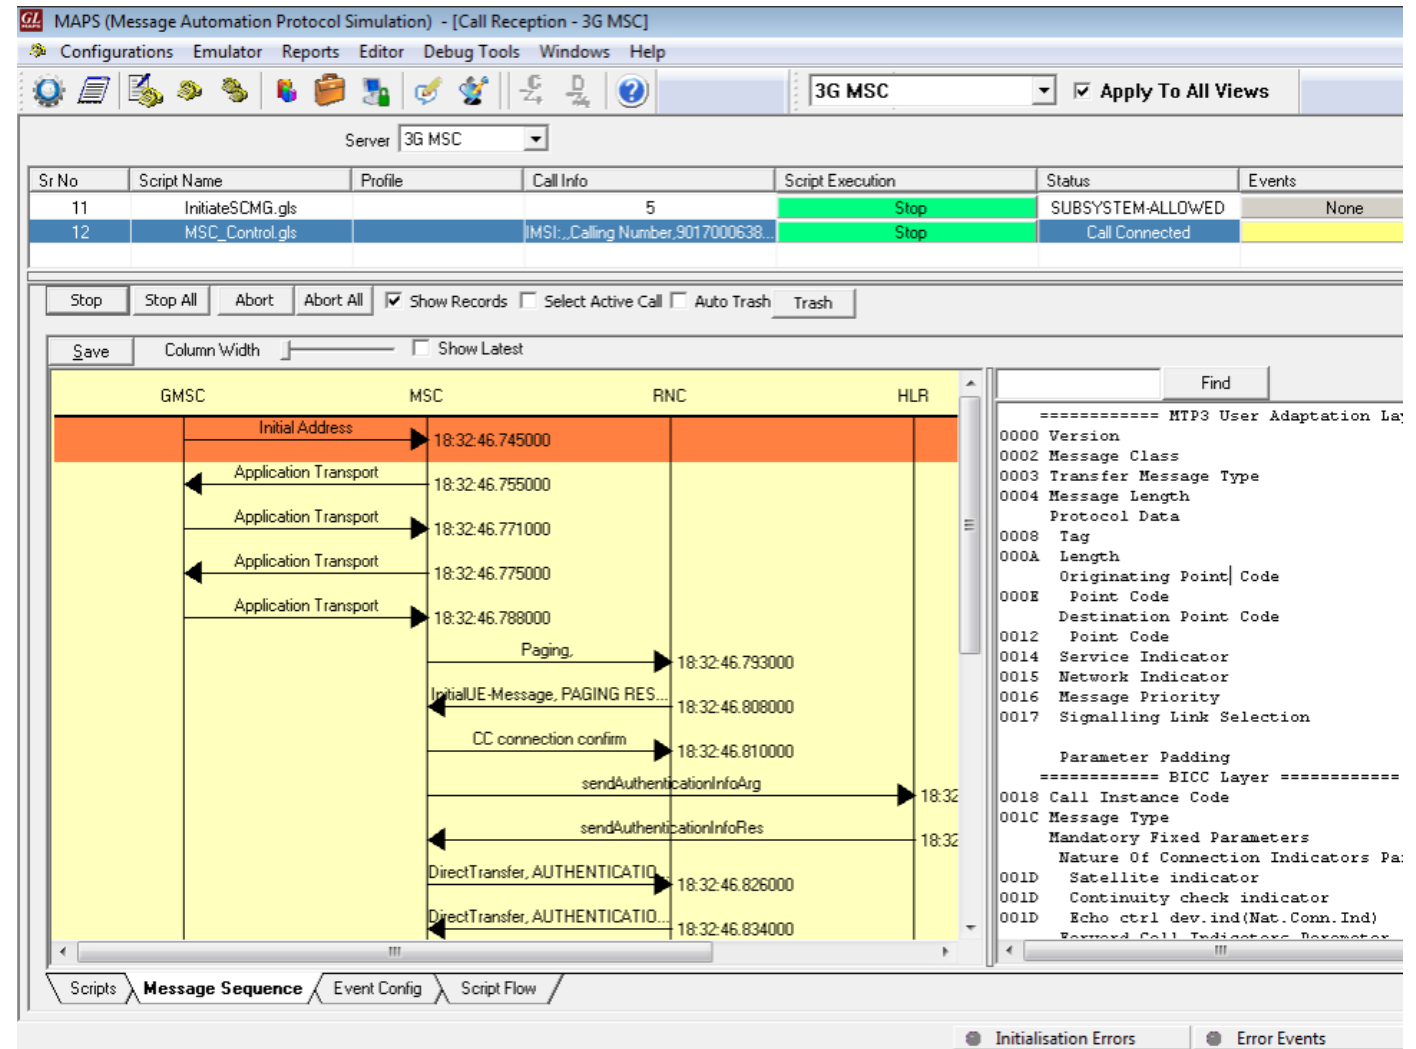 GL MAPS (Message Automation Protocol Simulation) - [Call Reception - 3G MSC]
Configurations Emulator Reports Editor Debug Tools Windows Help
3G MSC Apply To All Views
Server 3G MSC
Sr No Script Name Profile Call Info Script Execution Status Events
11 InitiateSCMG.gls 5 Stop SUBSYSTEM-ALLOWED None
12 MSC_Control.gls IMSI:,,Calling Number,9017000638... Stop Call Connected
Stop Stop All Abort Abort All Show Records Select Active Call Auto Trash Trash
Save Column Width Show Latest
GMSC MSC RNC HLR
Initial Address
18:32:46.745000
Application Transport
18:32:46.755000
Application Transport
18:32:46.771000
Application Transport
18:32:46.775000
Application Transport
18:32:46.788000
Paging,
18:32:46.793000
InitialUE-Message, PAGING RES...
18:32:46.808000
CC connection confirm
18:32:46.810000
sendAuthenticationInfoArg
18:32
sendAuthenticationInfoRes
18:32
DirectTransfer, AUTHENTICATIO...
18:32:46.826000
DirectTransfer, AUTHENTICATIO...
18:32:46.834000
Find
============ MTP3 User Adaptation Lay
0000 Version
0002 Message Class
0003 Transfer Message Type
0004 Message Length
Protocol Data
0008 Tag
000A Length
Originating Point Code
000E Point Code
Destination Point Code
0012 Point Code
0014 Service Indicator
0015 Network Indicator
0016 Message Priority
0017 Signalling Link Selection
Parameter Padding
============ BICC Layer ============
0018 Call Instance Code
001C Message Type
Mandatory Fixed Parameters
Nature Of Connection Indicators Par
001D Satellite indicator
001D Continuity check indicator
001D Echo ctrl dev.ind(Nat.Conn.Ind)
Forward Call Indicators Parameter
Scripts Message Sequence Event Config Script Flow
Initialisation Errors Error Events